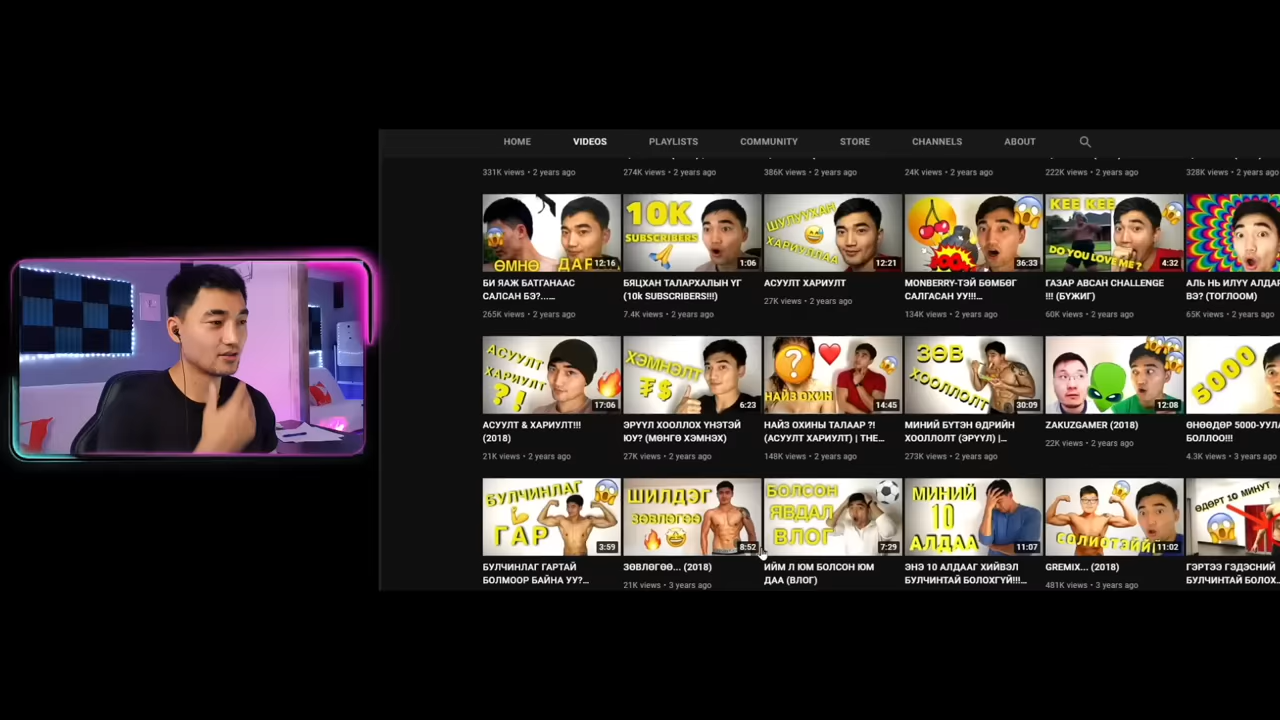 HOME VIDEOS PLAYLISTS COMMUNITY STORE CHANNELS ABOUT
331K views • 2 years ago
274K views • 2 years ago
386K views • 2 years ago
24K views • 2 years ago
222K views • 2 years ago
328K views • 2 years ago
ӨМНӨ ДАР
12:16
10K
SUBSCRIBERS
1:06
ШУЛУУХАН
ХАРИУЛЛАА
12:21
36:33
KEE KEE
DO YOU LOVE ME?
4:32
БИ ЯАЖ БАТГАНААС
САЛСАН БЭ?....
265K views • 2 years ago
БЯЦХАН ТАЛАРХАЛЫН ҮГ
(10k SUBSCRIBERS!!!)
7.4K views • 2 years ago
АСУУЛТ ХАРИУЛТ
27K views • 2 years ago
MONBERRY-ТЭЙ БӨМБӨГ
САЛГАСАН УУ!!!...
134K views • 2 years ago
ГАЗАР АВСАН CHALLENGE
!!! (БҮЖИГ)
60K views • 2 years ago
АЛЬ НЬ ИЛҮҮ АЛДАР
ВЭ? (ТОГЛООМ)
65K views • 2 years ago
АСУУЛТ
ХАРИУЛТ
?!
17:06
ХЭМНЭЛТ
₮$
6:23
?
НАЙЗ ОХИН
14:45
ЗӨВ
ХООЛЛОЛТ
30:09
12:08
5000
АСУУЛТ & ХАРИУЛТ!!!
(2018)
21K views • 2 years ago
ЭРҮҮЛ ХООЛЛОХ ҮНЭТЭЙ
ЮУ? (МӨНГӨ ХЭМНЭХ)
27K views • 2 years ago
НАЙЗ ОХИНЫ ТАЛААР ?!
(АСУУЛТ ХАРИУЛТ) | THE...
148K views • 2 years ago
МИНИЙ БҮТЭН ӨДРИЙН
ХООЛЛОЛТ (ЭРҮҮЛ) |...
273K views • 2 years ago
ZAKUZGAMER (2018)
22K views • 2 years ago
ӨНӨӨДӨР 5000-УУЛА
БОЛЛОО!!!
4.3K views • 3 years ago
БУЛЧИНЛАГ
ГАР
3:59
ШИЛДЭГ
ЗӨВЛӨГӨӨ
8:52
БОЛСОН
ЯВДАЛ
ВЛОГ
7:29
МИНИЙ
10
АЛДАА
11:07
СОЛИОТЭЙЙ
11:02
ӨДӨРТ 10 МИНУТ
БУЛЧИНЛАГ ГАРТАЙ
БОЛМООР БАЙНА УУ?...
ЗӨВЛӨГӨӨ... (2018)
21K views • 3 years ago
ИЙМ Л ЮМ БОЛСОН ЮМ
ДАА (ВЛОГ)
ЭНЭ 10 АЛДААГ ХИЙВЭЛ
БУЛЧИНТАЙ БОЛОХГҮЙ!!!...
GREMIX... (2018)
481K views • 3 years ago
ГЭРТЭЭ ГЭДЭСНИЙ
БУЛЧИНТАЙ БОЛОХ...
3 years ago